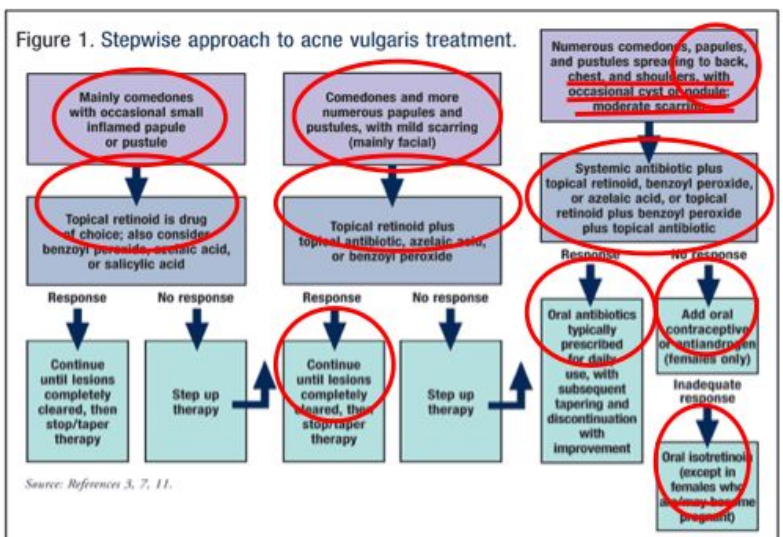 Figure 1. Stepwise approach to acne vulgaris treatment.
Mainly comedones
with occasional small
inflamed papule
or pustule
Topical retinoid is drug
of choice; also consider
benzoyl peroxide, azelaic acid,
or salicylic acid
Response
No response
Continue
until lesions
completely
cleared, then
stop/taper
therapy
Step up
therapy
Comedones and more
numerous papules and
pustules, with mild scarring
(mainly facial)
Topical retinoid plus
topical antibiotic, azelaic acid,
or benzoyl peroxide
Response
No response
Continue
until lesions
completely
cleared, then
stop/taper
therapy
Step up
therapy
Numerous comedones, papules,
and pustules spreading to back,
chest, and shoulders, with
occasional cyst or nodule;
moderate scarring
Systemic antibiotic plus
topical retinoid, benzoyl peroxide,
or azelaic acid, or topical
retinoid plus benzoyl peroxide
plus topical antibiotic
Response
No response
Oral antibiotics
typically
prescribed
for daily
use, with
subsequent
tapering and
discontinuation
with
improvement
Add oral
contraceptive
or antiandrogen
(females only)
Inadequate
response
Oral isotretinoin
(except in
females who
are/may become
pregnant)
Source: References 3, 7, 11.